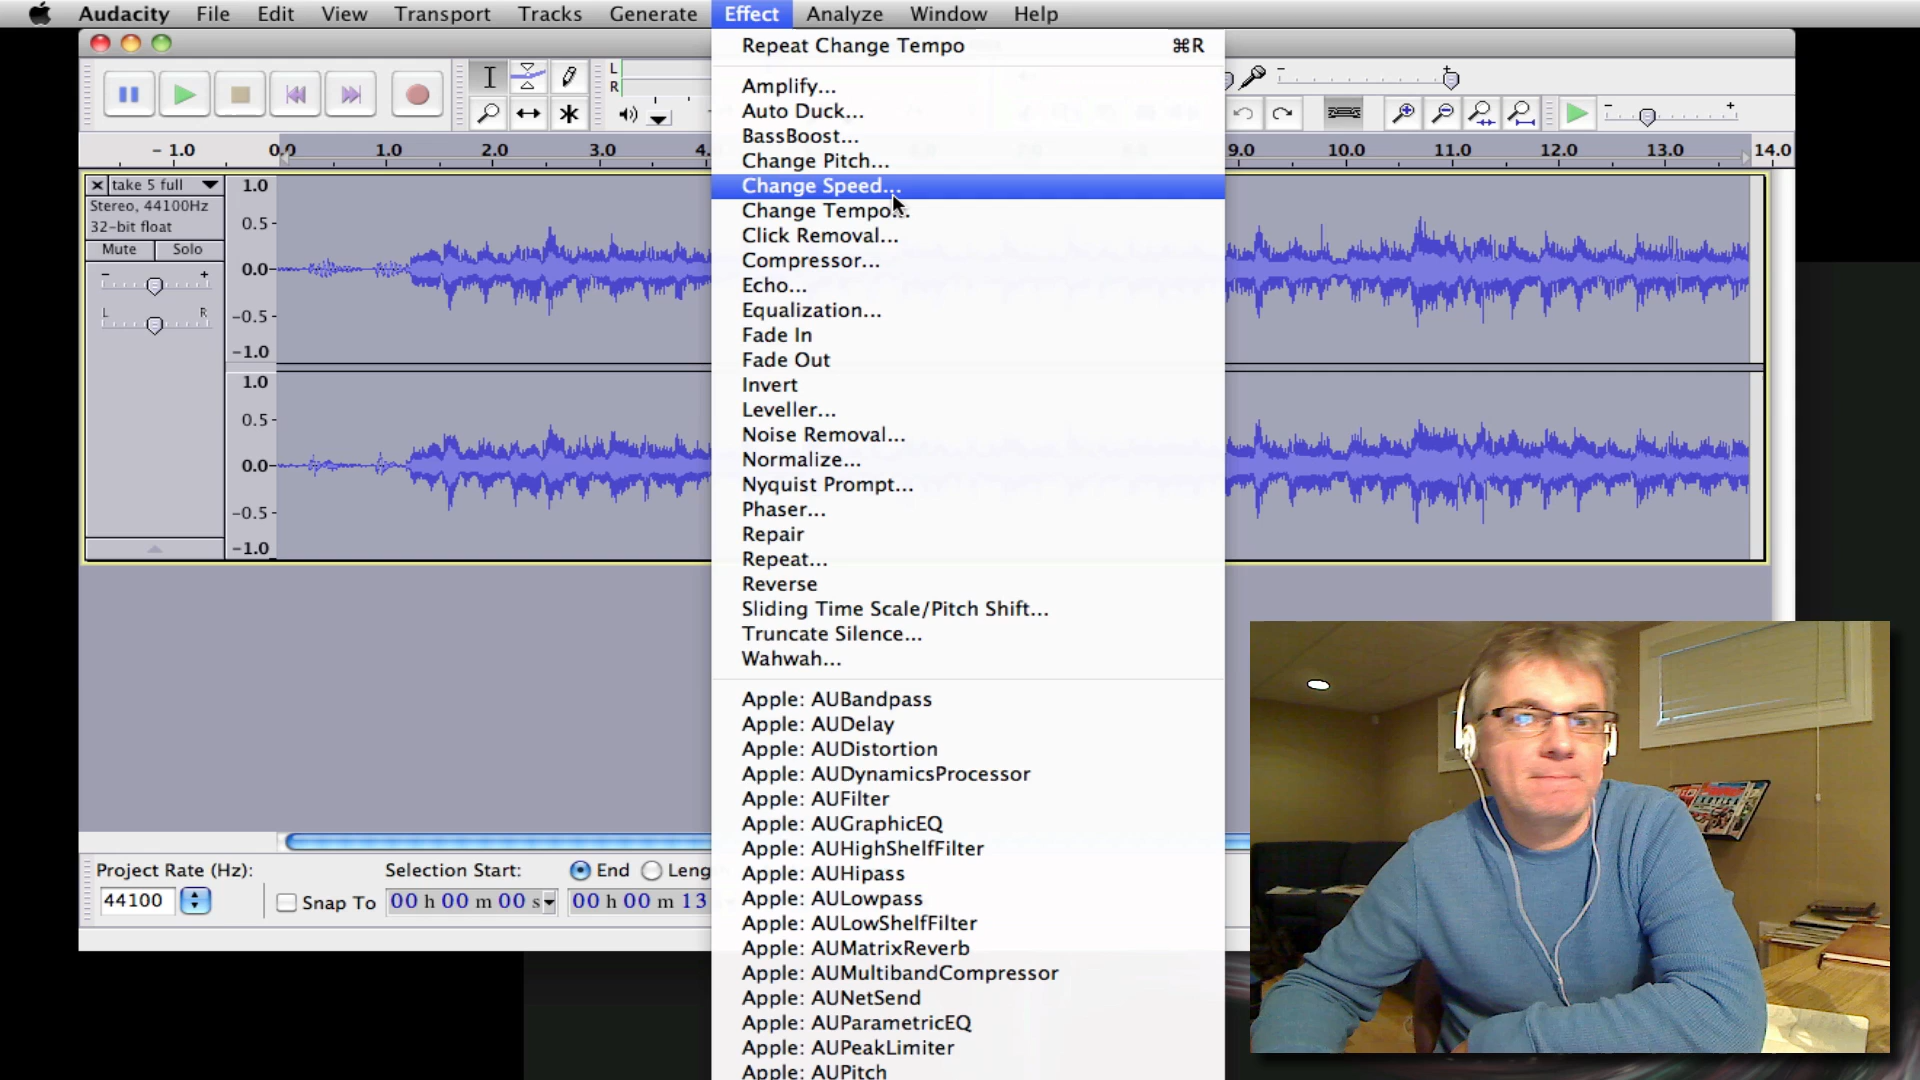 Audacity File Edit View Transport Tracks Generate Effect Analyze Window Help
Repeat Change Tempo ⌘R
Amplify...
Auto Duck...
BassBoost...
Change Pitch...
Change Speed...
Change Tempo...
Click Removal...
Compressor...
Echo...
Equalization...
Fade In
Fade Out
Invert
Leveller...
Noise Removal...
Normalize...
Nyquist Prompt...
Phaser...
Repair
Repeat...
Reverse
Sliding Time Scale/Pitch Shift...
Truncate Silence...
Wahwah...
Apple: AUBandpass
Apple: AUDelay
Apple: AUDistortion
Apple: AUDynamicsProcessor
Apple: AUFilter
Apple: AUGraphicEQ
Apple: AUHighShelfFilter
Apple: AUHipass
Apple: AULowpass
Apple: AULowShelfFilter
Apple: AUMatrixReverb
Apple: AUMultibandCompressor
Apple: AUNetSend
Apple: AUParametricEQ
Apple: AUPeakLimiter
Apple: AUPitch
L
R
- 1.0 0.0 1.0 2.0 3.0 4. 9.0 10.0 11.0 12.0 13.0 14.0
take 5 full
Stereo, 44100Hz
32-bit float
Mute Solo
- +
L R
1.0
0.5-
0.0-
-0.5-
-1.0
1.0
0.5-
0.0-
-0.5-
-1.0
Project Rate (Hz): Selection Start: End Leng
44100 Snap To 00 h 00 m 00 s 00 h 00 m 13